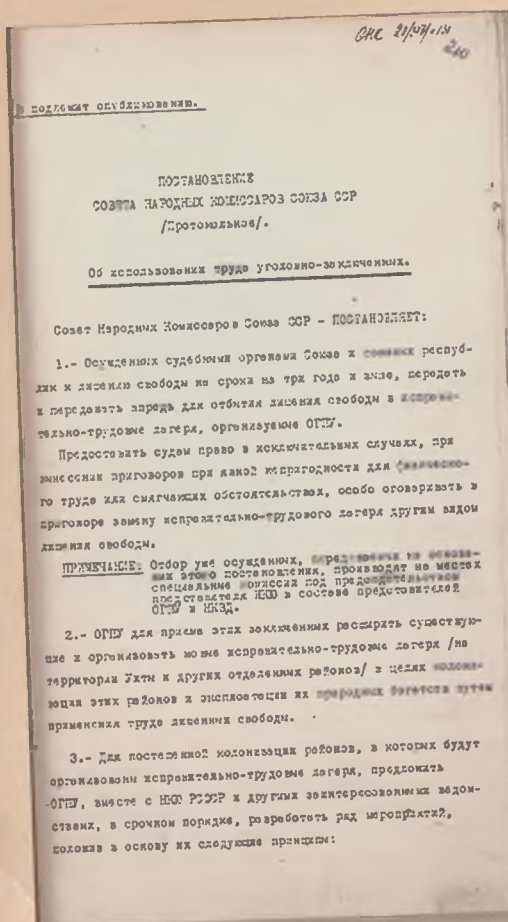 СНК
210
подлежит опубликованию.
ПОСТАНОВЛЕНИЕ
СОВЕТА НАРОДНЫХ КОМИССАРОВ СОЮЗА ССР
/Протокольное/.
Об использовании труда уголовно-заключенных.
Совет Народных Комиссаров Союза ССР - ПОСТАНОВЛЯЕТ:
1.- Осужденных судебными органами Союза и союзных респуб-
лик к лишению свободы на сроки на три года и выше, передать
и передавать впредь для отбытия лишения свободы в исправи-
тельно-трудовые лагеря, организуемые ОГПУ.
Предоставить судам право в исключительных случаях, при
вынесении приговоров при явной непригодности для физическо-
го труда или смягчающих обстоятельствах, особо оговаривать в
приговоре замену исправительно-трудового лагеря другим видом
лишения свободы.
ПРИМЕЧАНИЕ: Отбор уже осужденных, передаваемых на основа-
нии этого постановления, производят на местах
специальные комиссии под председательством
представителя НКЮ в составе представителей
ОГПУ и НКВД.
2.- ОГПУ для приема этих заключенных расширить существую-
щие и организовать новые исправительно-трудовые лагеря /на
территории Ухты и других отдаленных районов/ в целях колони-
зации этих районов и эксплоатации их природных богатств путем
применения труда лишенных свободы.
3.- Для постепенной колонизации районов, в которых будут
организованы исправительно-трудовые лагеря, предложить
-ОГПУ, вместе с НКЮ РСФСР и другими заинтересованными ведом-
ствами, в срочном порядке, разработать ряд мероприятий,
положив в основу их следующие принципы: